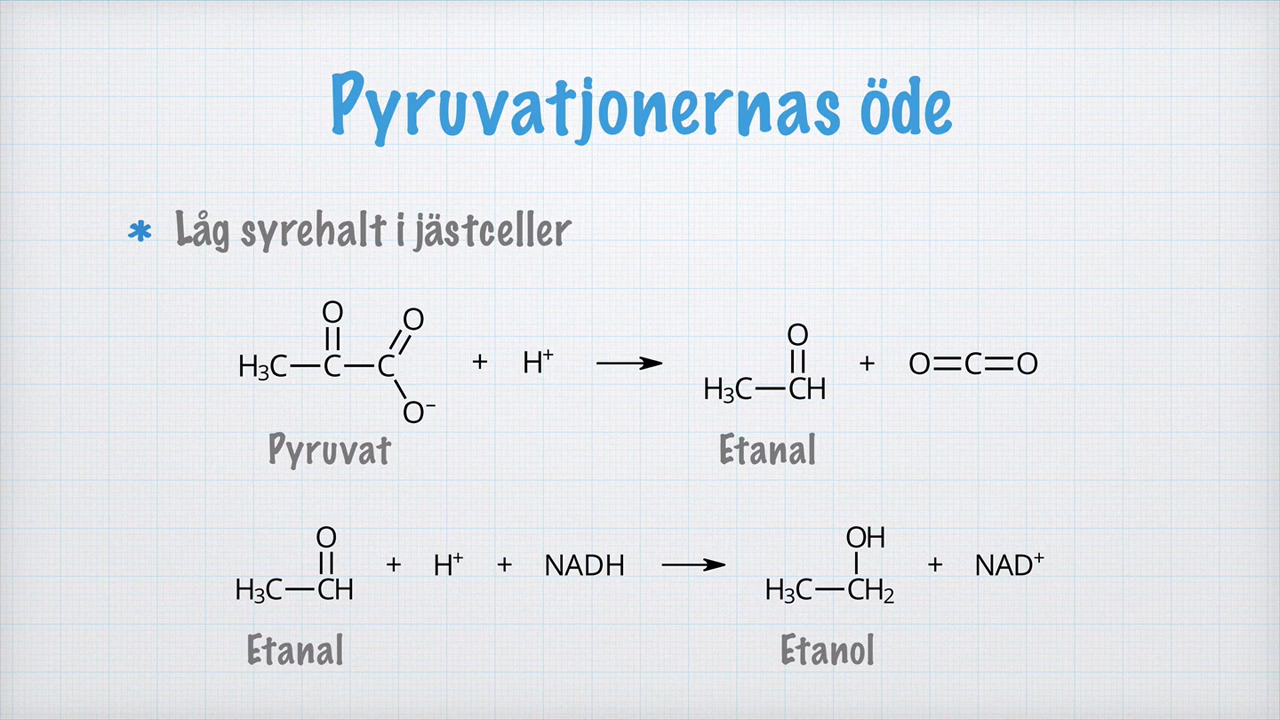 Pyruvatjonernas öde
* Låg syrehalt i jästceller
O O
H₃C—C—C + H⁺ → H₃C—CH + O=C=O
O⁻
O
Pyruvat Etanal
O OH
H₃C—CH + H⁺ + NADH → H₃C—CH₂ + NAD⁺
Etanal Etanol